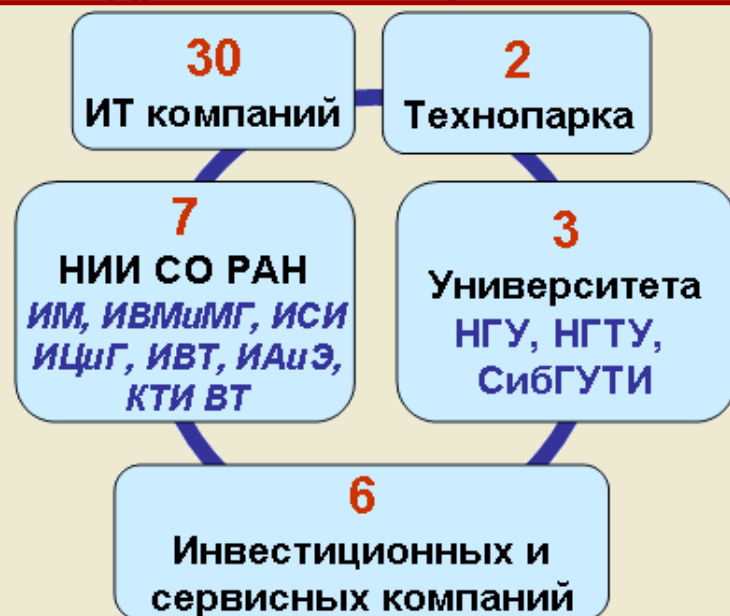 30
ИТ компаний
2
Технопарка
7
НИИ СО РАН
ИМ, ИВМиМГ, ИСИ
ИЦиГ, ИВТ, ИАиЭ,
КТИ ВТ
3
Университета
НГУ, НГТУ,
СибГУТИ
6
Инвестиционных и
сервисных компаний